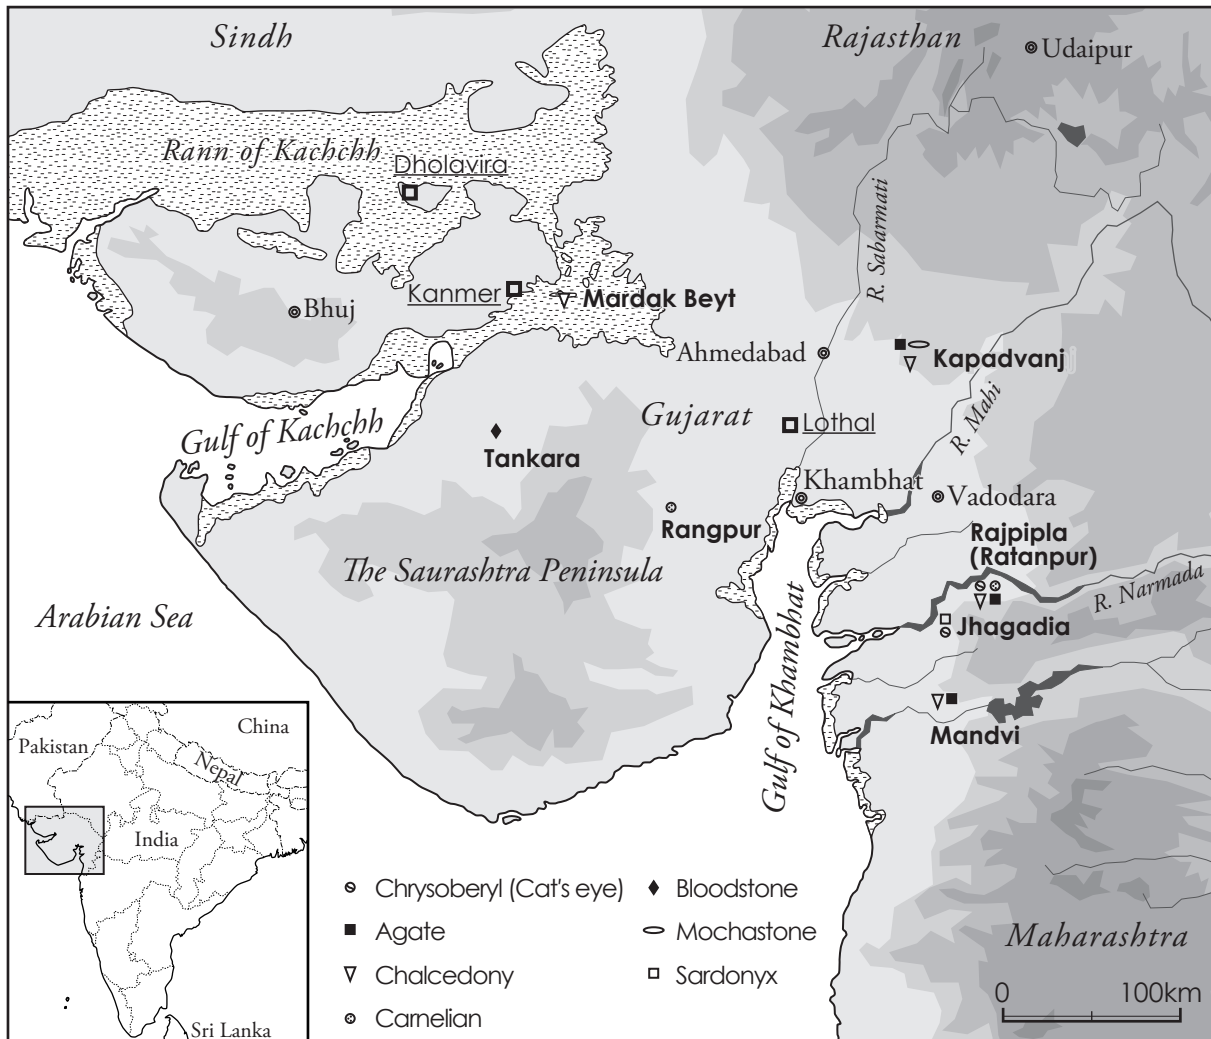 Sindh
Rajasthan
Udaipur
Rann of Kachchh
Dholavira
R. Sabarmati
Kanmer
Mardak Beyt
Bhuj
Ahmedabad
Kapadvanj
Gulf of Kachchh
Gujarat
Lothal
R. Mahi
Tankara
Khambhat
Vadodara
Rangpur
Rajpipla
(Ratanpur)
The Saurashtra Peninsula
R. Narmada
Arabian Sea
Jhagadia
Gulf of Khambhat
Mandvi
China
Pakistan
Nepal
India
Sri Lanka
Chrysoberyl (Cat's eye)
Agate
Chalcedony
Carnelian
Bloodstone
Mochastone
Sardonyx
Maharashtra
0 100km